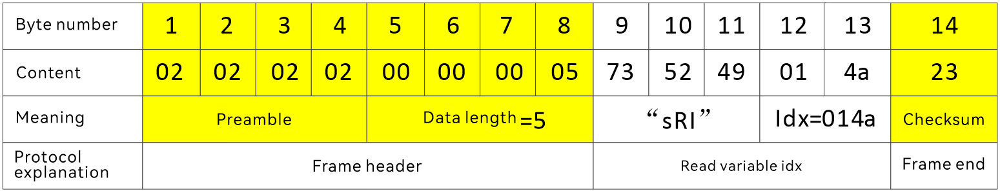 Byte number 1 2 3 4 5 6 7 8 9 10 11 12 13 14
Content 02 02 02 02 00 00 00 05 73 52 49 01 4a 23
Meaning Preamble Data length =5 “sRI” Idx=014a Checksum
Protocol
explanation Frame header Read variable idx Frame end